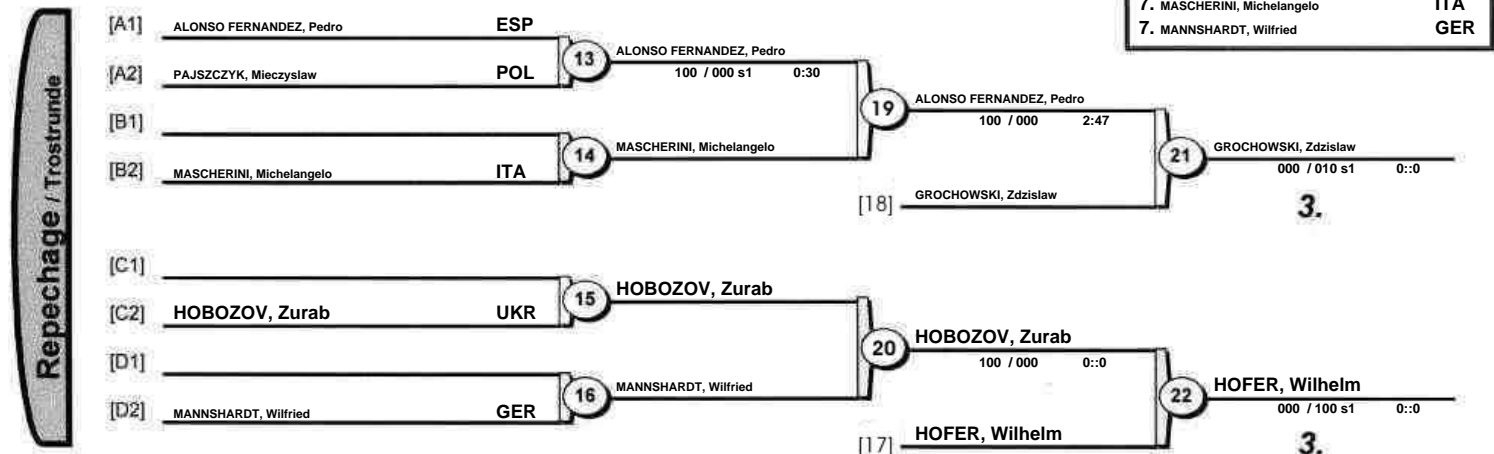 7. MASCHERINI, Michelangelo ITA
7. MANNSHARDT, Wilfried GER
Repechage / Trostrunde
[A1] ALONSO FERNANDEZ, Pedro ESP
13 ALONSO FERNANDEZ, Pedro
100 / 000 s1 0:30
[A2] PAJSZCZYK, Mieczyslaw POL
19 ALONSO FERNANDEZ, Pedro
100 / 000 2:47
[B1]
14 MASCHERINI, Michelangelo
[B2] MASCHERINI, Michelangelo ITA
21 GROCHOWSKI, Zdzislaw
000 / 010 s1 0::0
3.
[18] GROCHOWSKI, Zdzislaw
[C1]
15 HOBOZOV, Zurab
[C2] HOBOZOV, Zurab UKR
20 HOBOZOV, Zurab
100 / 000 0::0
[D1]
16 MANNSHARDT, Wilfried
[D2] MANNSHARDT, Wilfried GER
22 HOFER, Wilhelm
000 / 100 s1 0::0
3.
[17] HOFER, Wilhelm